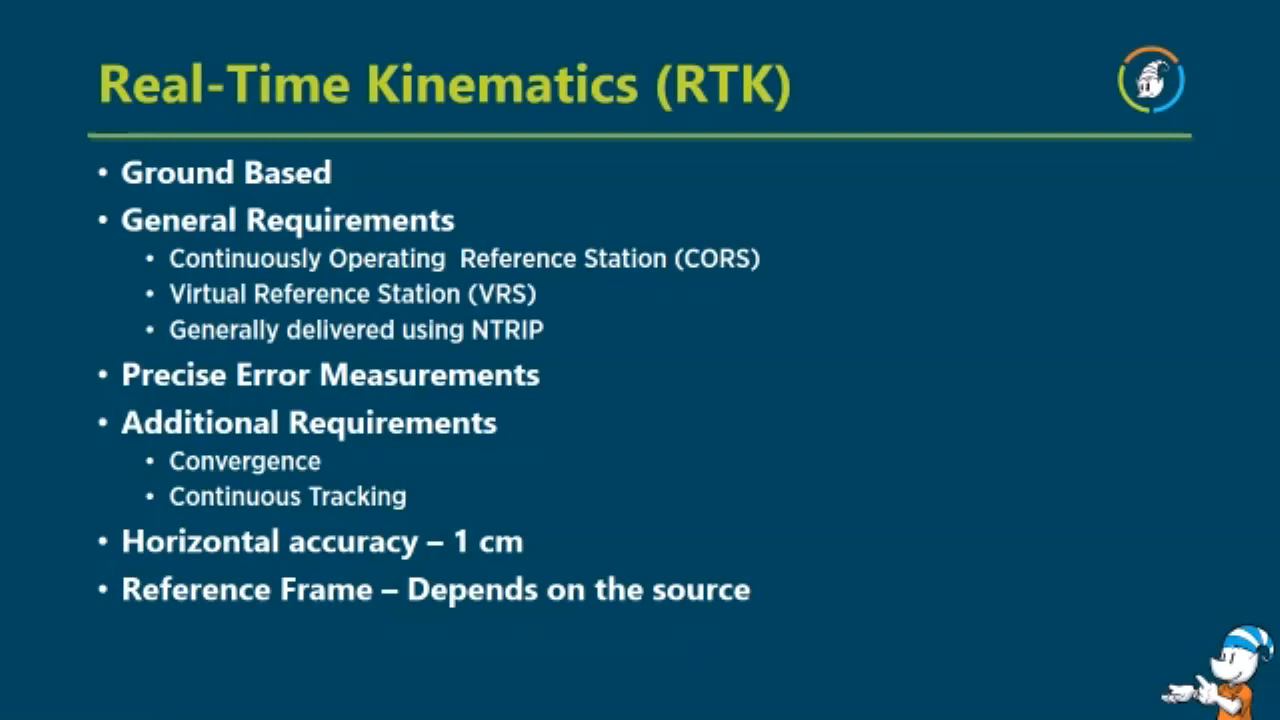 Real-Time Kinematics (RTK)
• Ground Based
• General Requirements
• Continuously Operating  Reference Station (CORS)
• Virtual Reference Station (VRS)
• Generally delivered using NTRIP
• Precise Error Measurements
• Additional Requirements
• Convergence
• Continuous Tracking
• Horizontal accuracy – 1 cm
• Reference Frame – Depends on the source